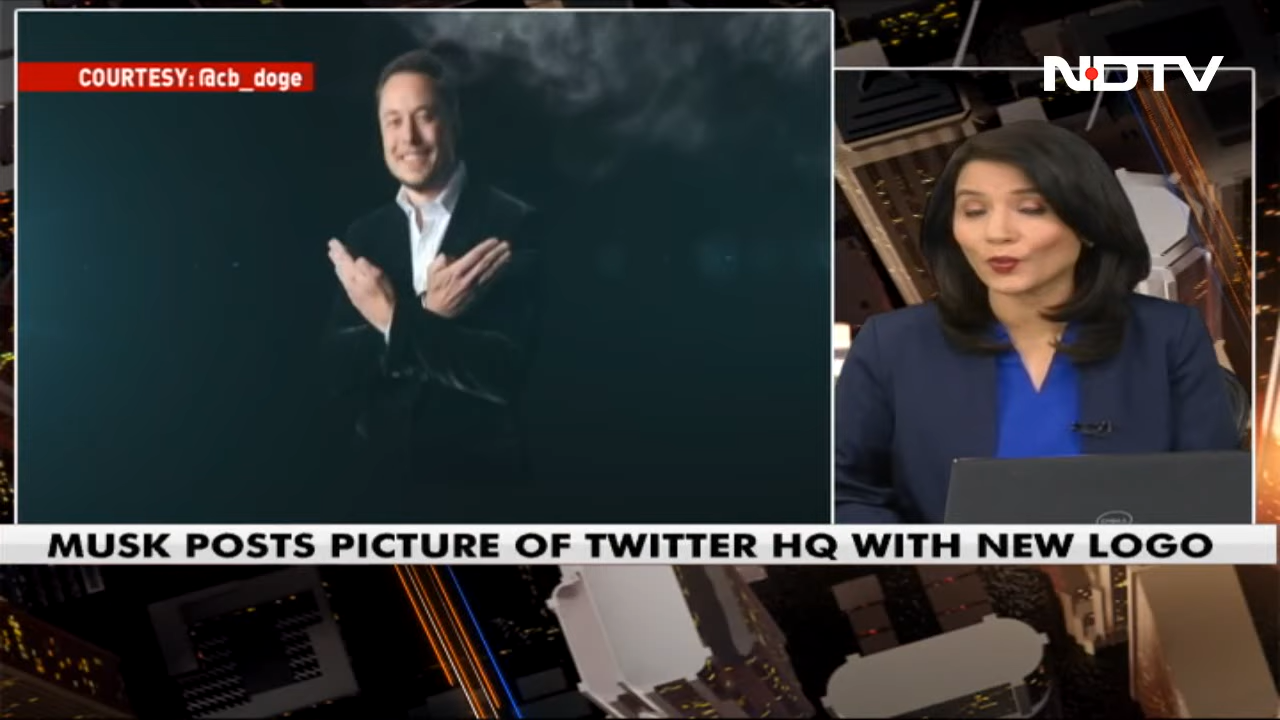 COURTESY: @cb_doge
NDTV
MUSK POSTS PICTURE OF TWITTER HQ WITH NEW LOGO